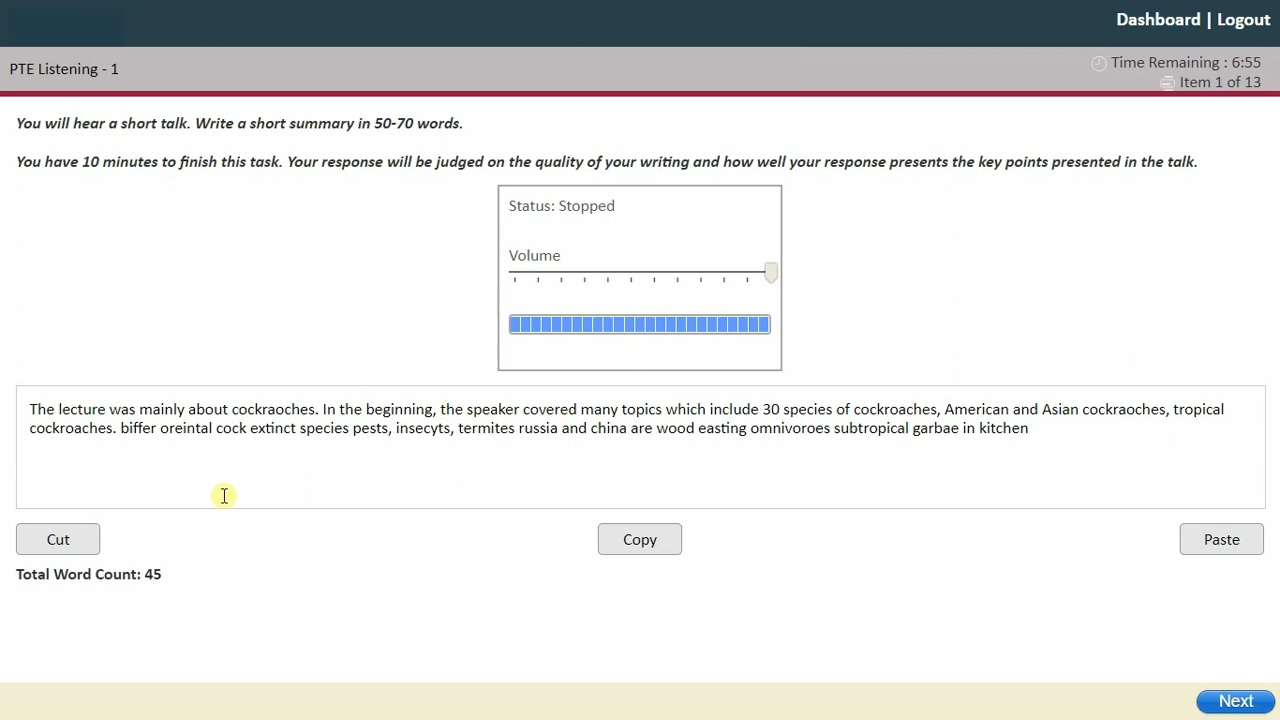 Dashboard | Logout
PTE Listening - 1
Time Remaining : 6:55
Item 1 of 13
You will hear a short talk. Write a short summary in 50-70 words.
You have 10 minutes to finish this task. Your response will be judged on the quality of your writing and how well your response presents the key points presented in the talk.
Status: Stopped
Volume
The lecture was mainly about cockraoches. In the beginning, the speaker covered many topics which include 30 species of cockroaches, American and Asian cockraoches, tropical
cockroaches. biffer oreintal cock extinct species pests, insecyts, termites russia and china are wood easting omnivoroes subtropical garbae in kitchen
Cut
Copy
Paste
Total Word Count: 45
Next